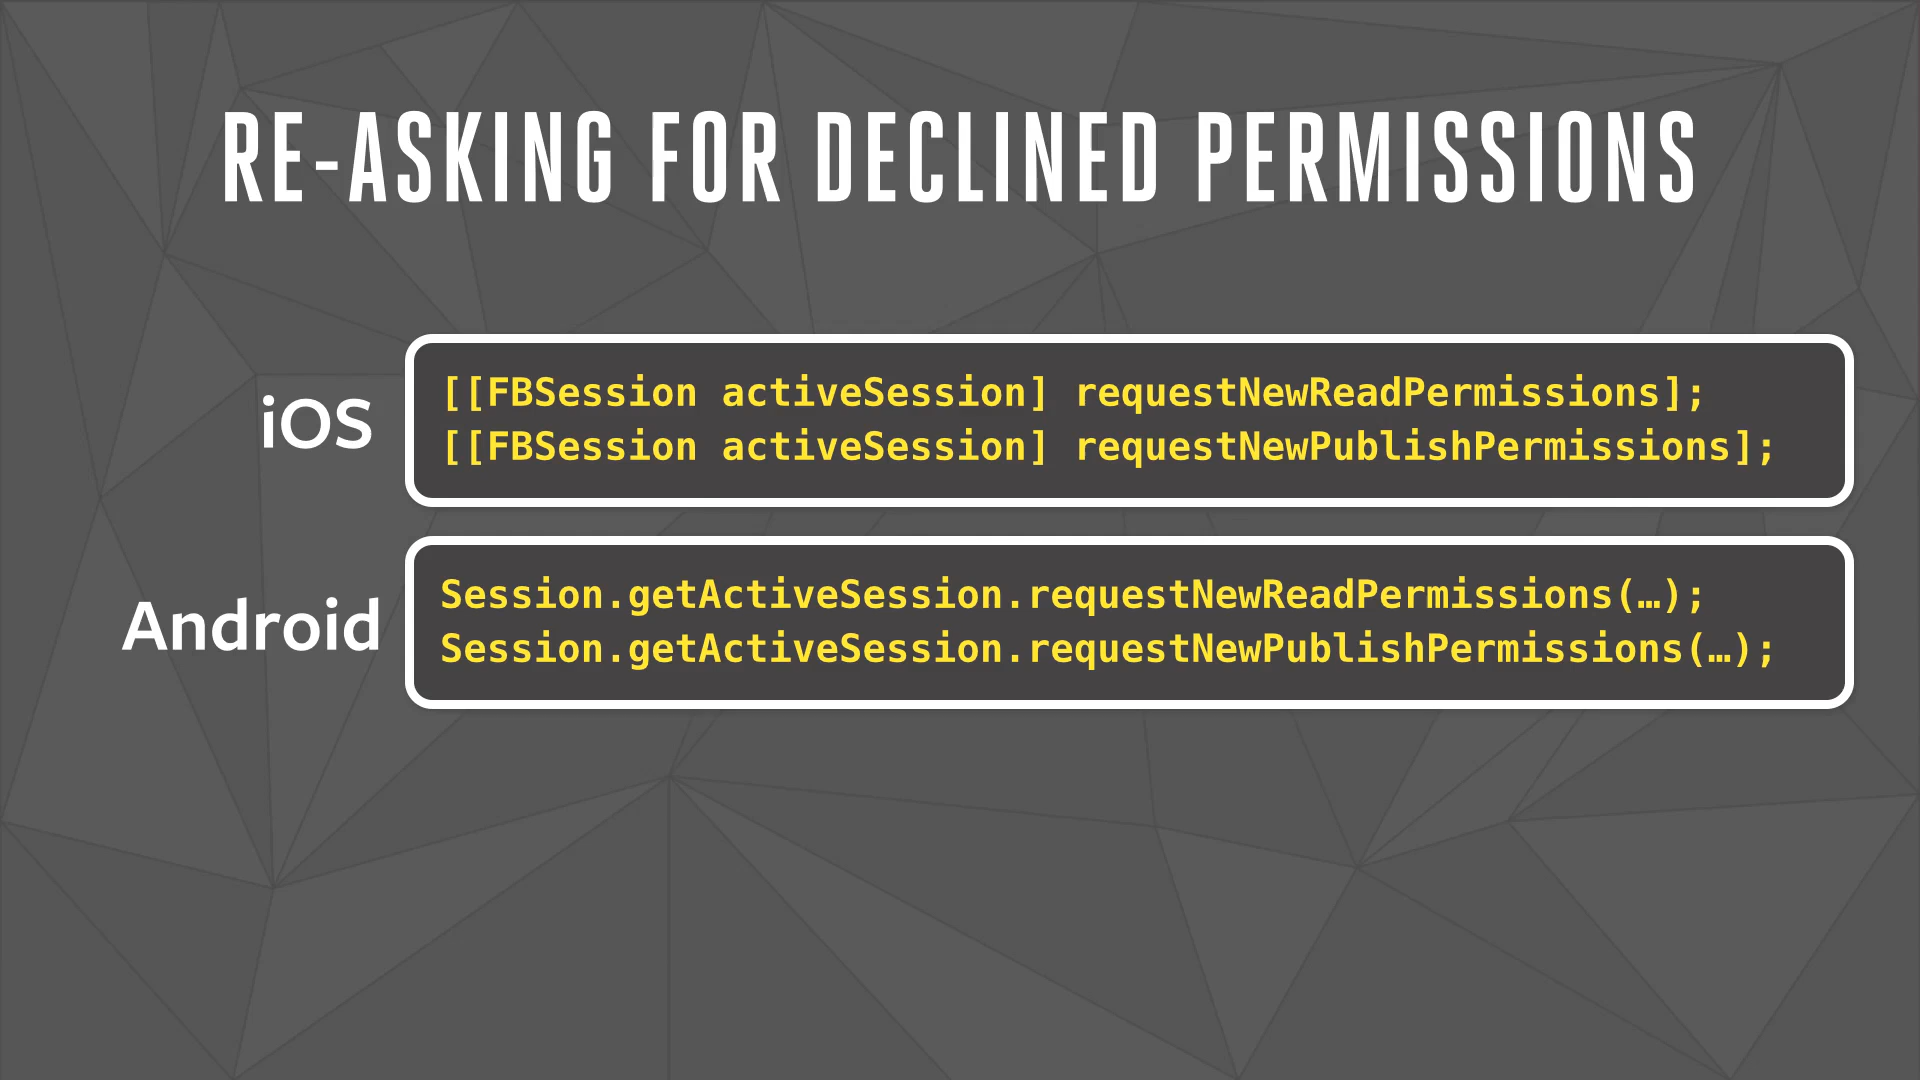 RE-ASKING FOR DECLINED PERMISSIONS
iOS
[[FBSession activeSession] requestNewReadPermissions];
[[FBSession activeSession] requestNewPublishPermissions];
Android
Session.getActiveSession.requestNewReadPermissions(…);
Session.getActiveSession.requestNewPublishPermissions(…);